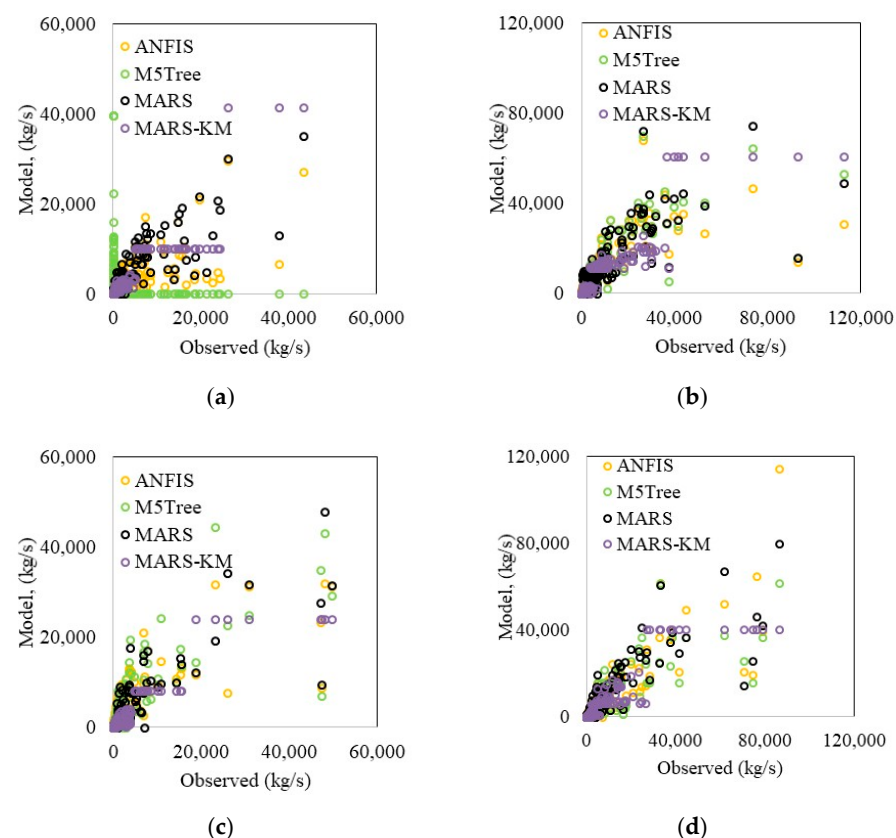 60,000
ANFIS
M5Tree
MARS
MARS-KM
40,000
20,000
0
Model, (kg/s)
0 20,000 40,000 60,000
Observed (kg/s)
(a)
120,000
ANFIS
M5Tree
MARS
MARS-KM
80,000
40,000
0
Model, (kg/s)
0 40,000 80,000 120,000
Observed (kg/s)
(b)
60,000
ANFIS
M5Tree
MARS
MARS-KM
40,000
20,000
0
Model, (kg/s)
0 20,000 40,000 60,000
Observed (kg/s)
(c)
120,000
ANFIS
M5Tree
MARS
MARS-KM
80,000
40,000
0
Model, (kg/s)
0 40,000 80,000 120,000
Observed (kg/s)
(d)